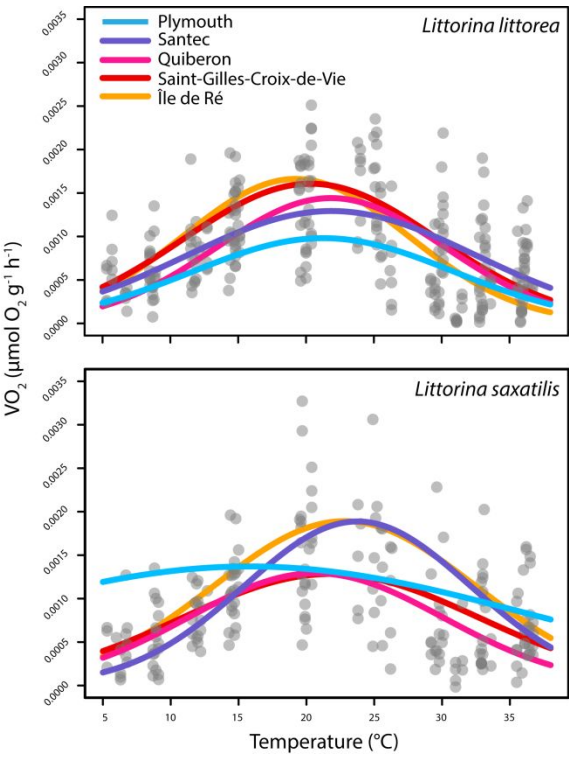 Littorina littorea
Plymouth
Santec
Quiberon
Saint-Gilles-Croix-de-Vie
Île de Ré
0.0035
0.0030
0.0025
0.0020
0.0015
0.0010
0.0005
0.0000
VO₂ (µmol O₂ g⁻¹ h⁻¹)
Littorina saxatilis
0.0035
0.0030
0.0025
0.0020
0.0015
0.0010
0.0005
0.0000
5 10 15 20 25 30 35
Temperature (°C)